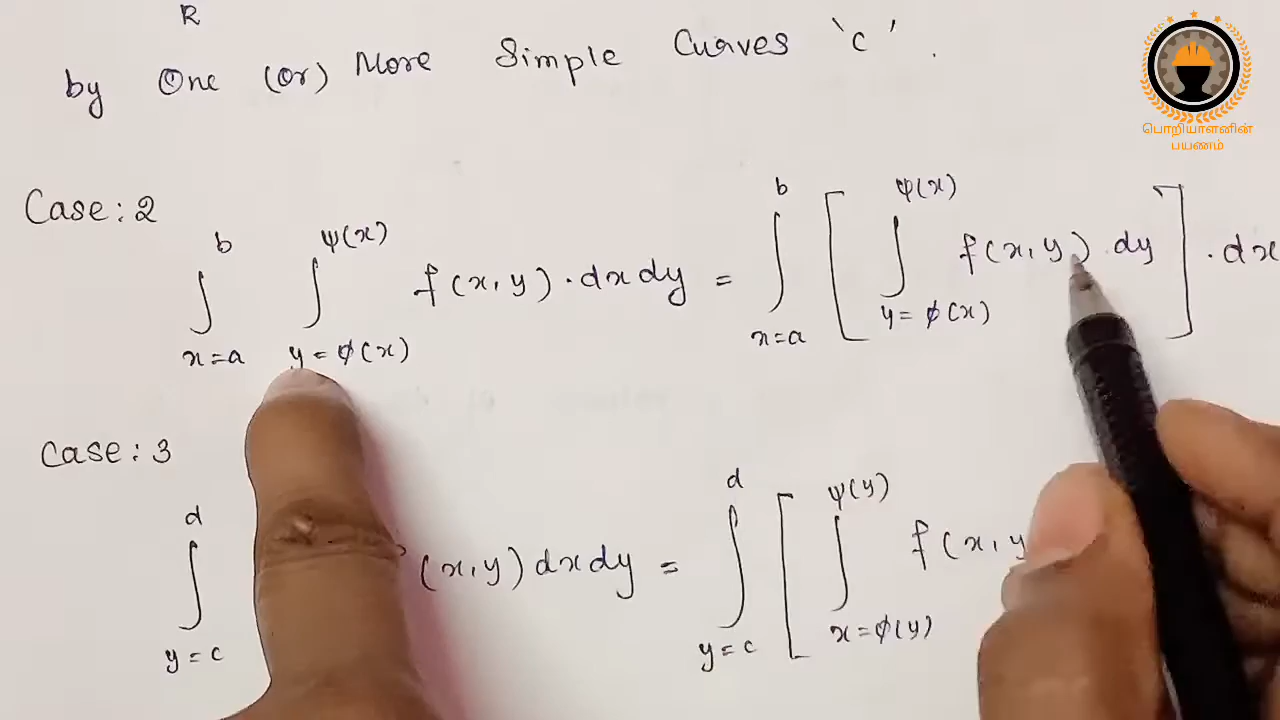 R
by One (or) More Simple Curves 'c'.
பொறியாளனின்
பயணம்
Case: 2
∫_{x=a}^{b} ∫_{y=φ(x)}^{ψ(x)} f(x,y).dxdy = ∫_{x=a}^{b} [ ∫_{y=φ(x)}^{ψ(x)} f(x,y).dy ].dx
Case: 3
∫_{y=c}^{d} (x,y) dxdy = ∫_{y=c}^{d} [ ∫_{x=φ(y)}^{ψ(y)} f(x,y